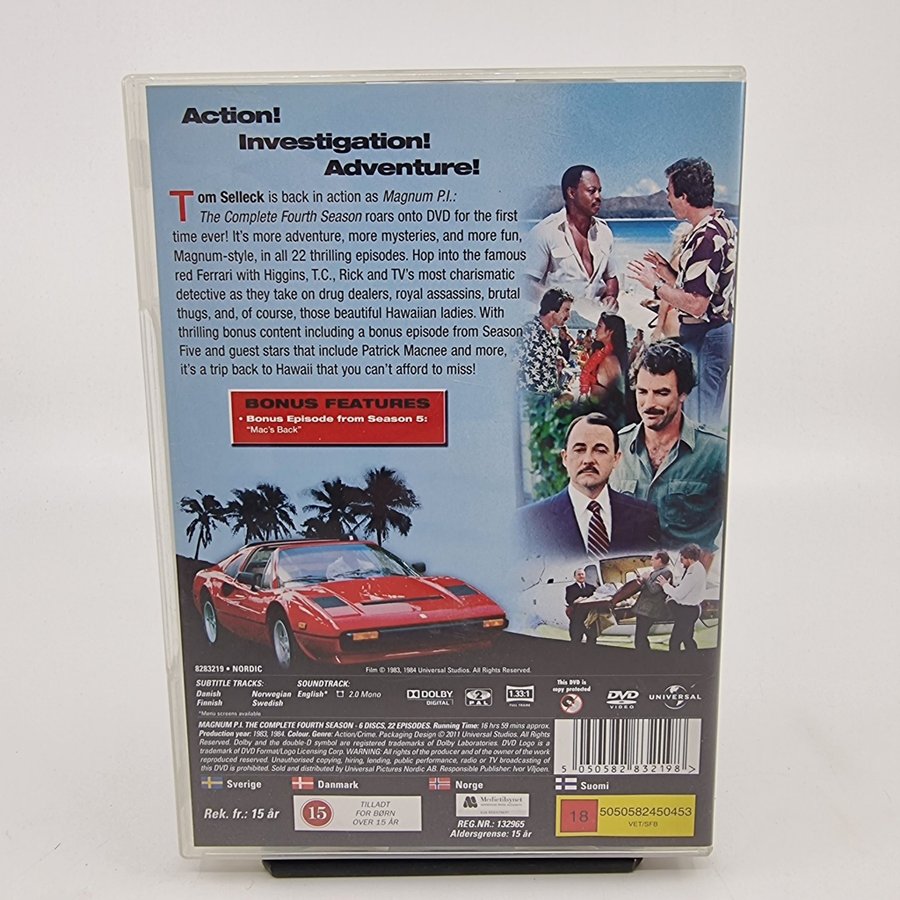 Action!
Investigation!
Adventure!
Tom Selleck is back in action as Magnum P.I.:
The Complete Fourth Season roars onto DVD for the first
time ever! It's more adventure, more mysteries, and more fun,
Magnum-style, in all 22 thrilling episodes. Hop into the famous
red Ferrari with Higgins, T.C., Rick and TV's most charismatic
detective as they take on drug dealers, royal assassins, brutal
thugs, and, of course, those beautiful Hawaiian ladies. With
thrilling bonus content including a bonus episode from Season
Five and guest stars that include Patrick Macnee and more,
it's a trip back to Hawaii that you can't afford to miss!
BONUS FEATURES
• Bonus Episode from Season 5:
"Mac's Back"
8283219 • NORDIC
Film © 1983, 1984 Universal Studios. All Rights Reserved.
SUBTITLE TRACKS:
Danish Norwegian
Finnish Swedish
*Menu screens available
SOUNDTRACK:
English* 2.0 Mono
DOLBY
DIGITAL
2
PAL
1.33:1
FULL FRAME
This DVD is
copy protected
DVD
VIDEO
UNIVERSAL
MAGNUM P.I. THE COMPLETE FOURTH SEASON - 6 DISCS, 22 EPISODES. Running Time: 16 hrs 59 mins approx.
Production year: 1983, 1984. Colour. Genre: Action/Crime. Packaging Design © 2011 Universal Studios. All Rights
Reserved. Dolby and the double-D symbol are registered trademarks of Dolby Laboratories. DVD Logo is a
trademark of DVD Format/Logo Licensing Corp. WARNING: All rights of the producer and of the owner of the work
reproduced reserved. Unauthorised copying, hiring, lending, public performance, radio or TV broadcasting of
this DVD is prohibited. Sold and distributed by Universal Pictures Nordic AB. Responsible Publisher: Ivor Viljoen.
5 050582 832198 >
Sverige
Rek. fr.: 15 år
Danmark
15
TILLADT
FOR BØRN
OVER 15 ÅR
Norge
Medietilsynet
REG.NR.: 132965
Aldersgrense: 15 år
Suomi
18
5050582450453
VET/SFB